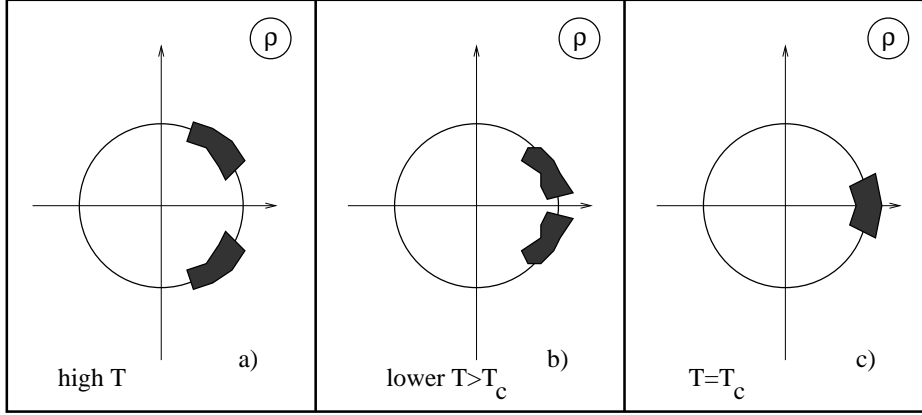 ρ
ρ
ρ
a)
b)
c)
high T
lower T>T_c
T=T_c